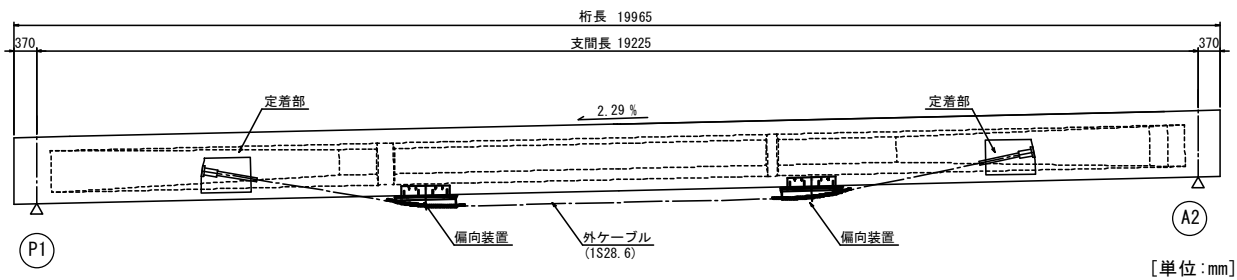 桁長 19965
370
支間長 19225
370
定着部
2.29 %
定着部
P1
偏向装置
外ケーブル
(1S28.6)
偏向装置
A2
[単位:mm]